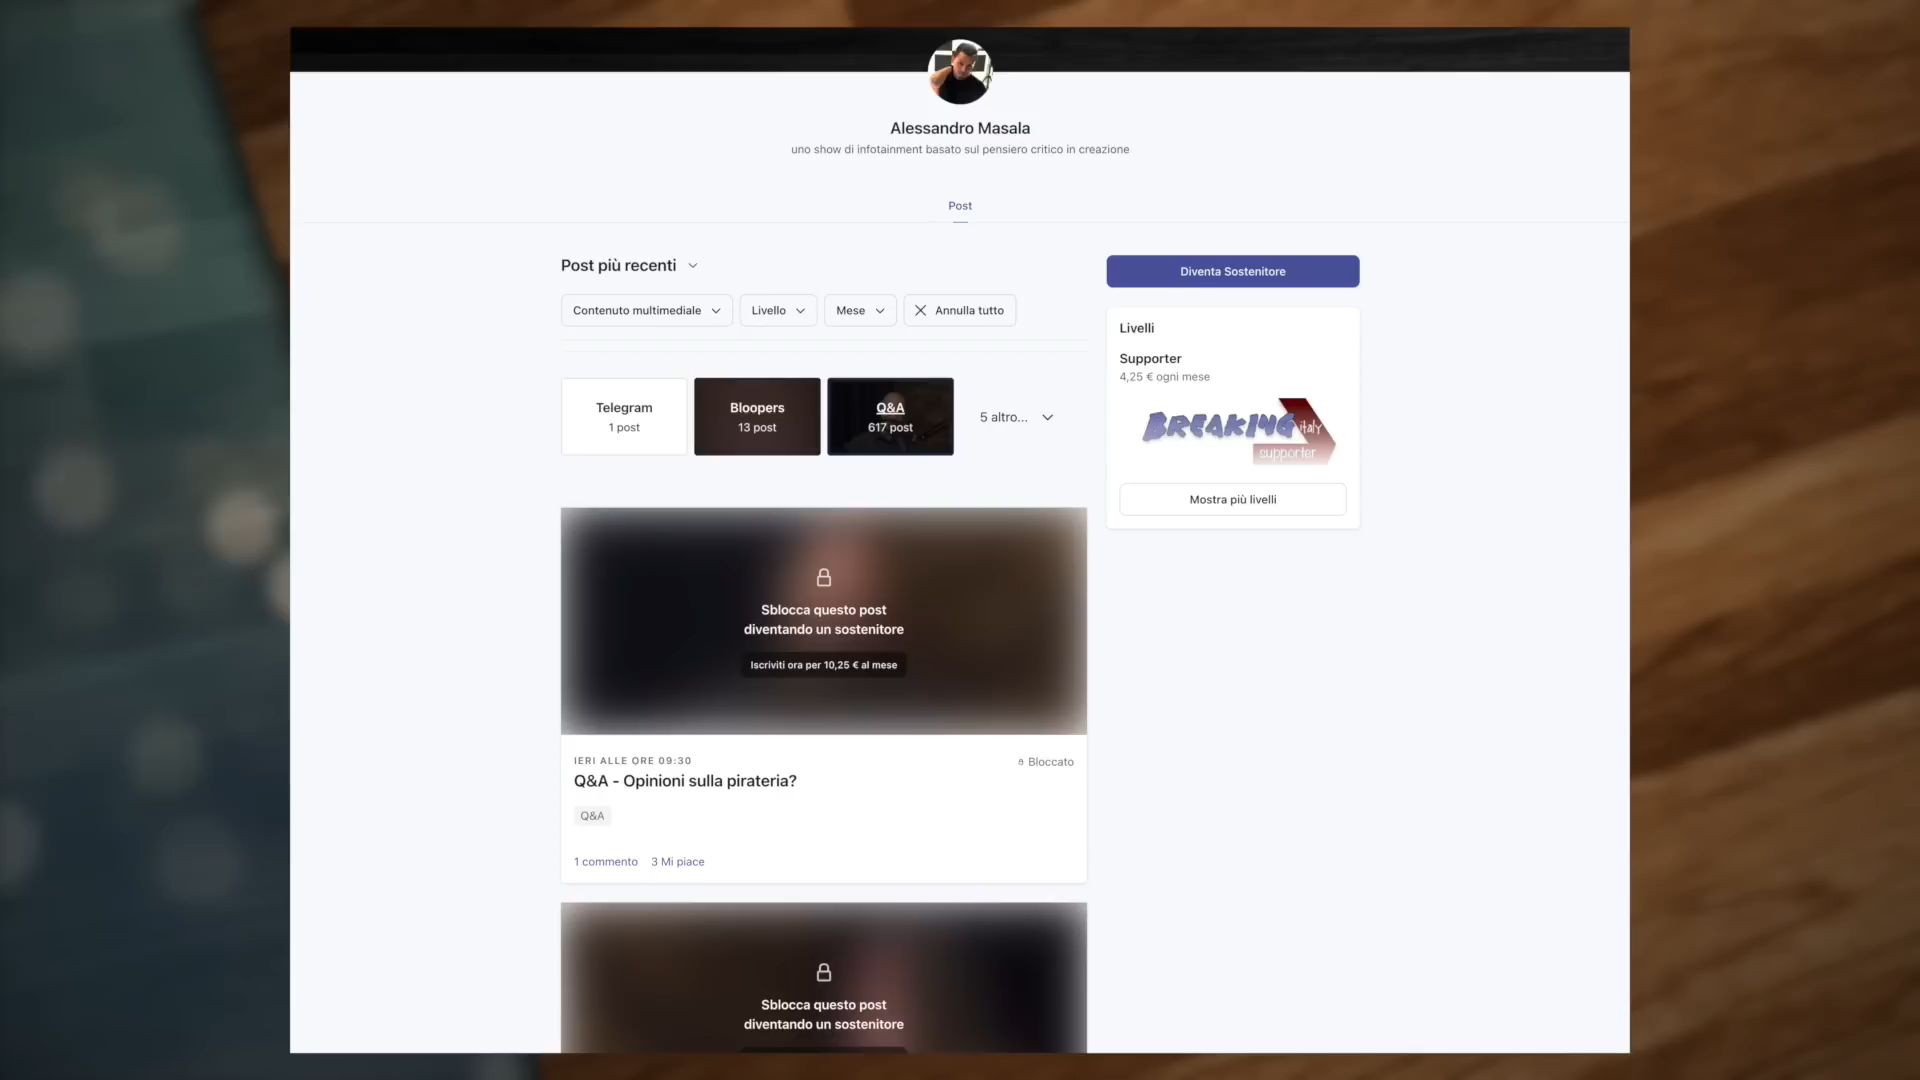 Alessandro Masala
uno show di infotainment basato sul pensiero critico in creazione
Post
Post più recenti
Contenuto multimediale
Livello
Mese
Annulla tutto
Telegram
1 post
Bloopers
13 post
Q&A
617 post
5 altro...
Sblocca questo post
diventando un sostenitore
Iscriviti ora per 10,25 € al mese
IERI ALLE ORE 09:30
Bloccato
Q&A - Opinioni sulla pirateria?
Q&A
1 commento
3 Mi piace
Sblocca questo post
diventando un sostenitore
Diventa Sostenitore
Livelli
Supporter
4,25 € ogni mese
BREAKING italy
supporter
Mostra più livelli